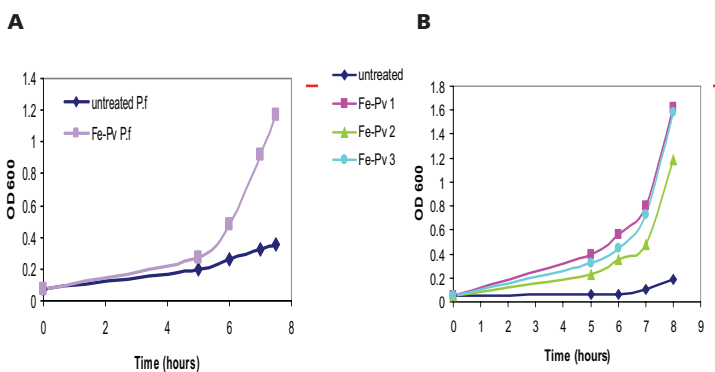 A
1.4
1.2
1
0.8
0.6
0.4
0.2
0
OD 600
untreated P.f
Fe-Pv P.f
0 2 4 6 8
Time (hours)
B
untreated
Fe-Pv 1
Fe-Pv 2
Fe-Pv 3
1.8
1.6
1.4
1.2
1
0.8
0.6
0.4
0.2
0
OD 600
0 1 2 3 4 5 6 7 8 9
Time (hours)